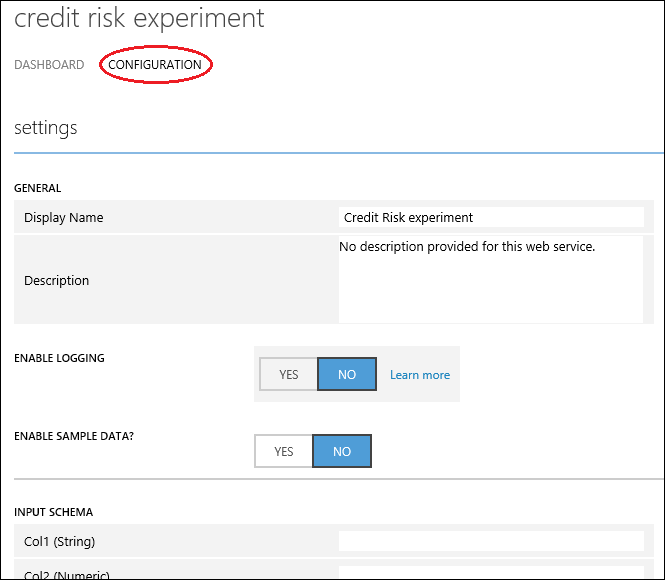 credit risk experiment
DASHBOARD CONFIGURATION
settings
GENERAL
Display Name Credit Risk experiment
No description provided for this web service.
Description
ENABLE LOGGING YES NO Learn more
ENABLE SAMPLE DATA? YES NO
INPUT SCHEMA
Col1 (String)
Col2 (Numeric)